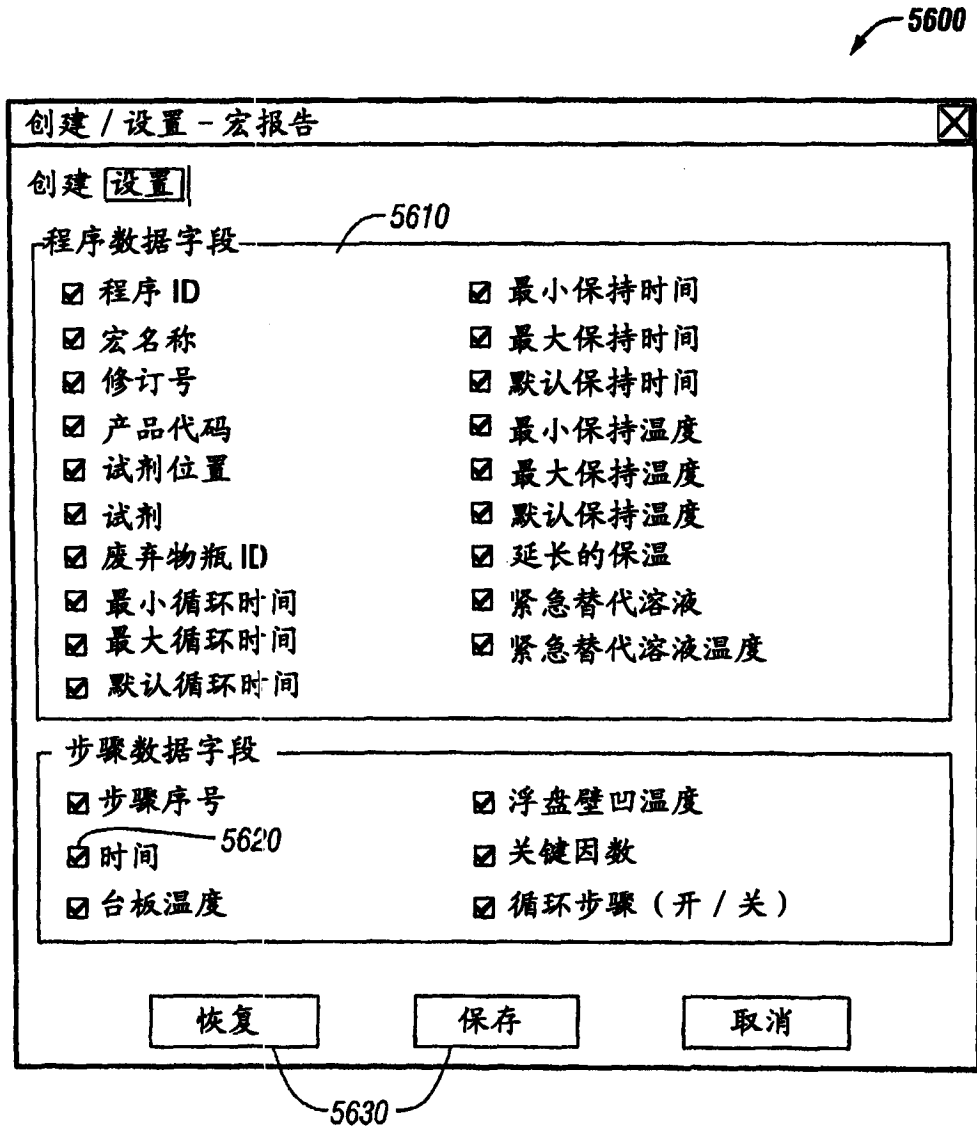 5600
创建 / 设置 - 宏报告
创建 设置
5610
程序数据字段
程序 ID
最小保持时间
宏名称
最大保持时间
修订号
默认保持时间
产品代码
最小保持温度
试剂位置
最大保持温度
试剂
默认保持温度
废弃物瓶 ID
延长的保温
最小循环时间
紧急替代溶液
最大循环时间
紧急替代溶液温度
默认循环时间
步骤数据字段
步骤序号
浮盘壁凹温度
5620
时间
关键因数
台板温度
循环步骤 ( 开 / 关 )
恢复
保存
取消
5630